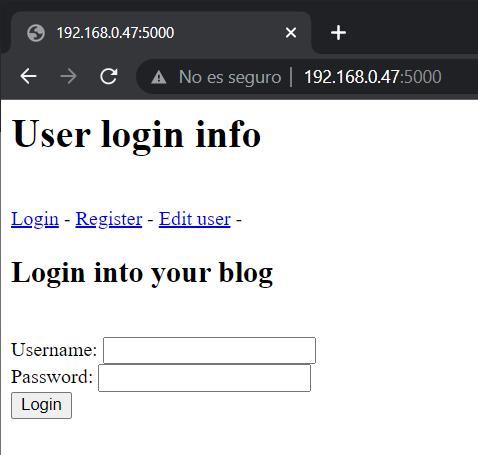 192.168.0.47:5000
No es seguro | 192.168.0.47:5000
User login info
Login - Register - Edit user -
Login into your blog
Username:
Password:
Login